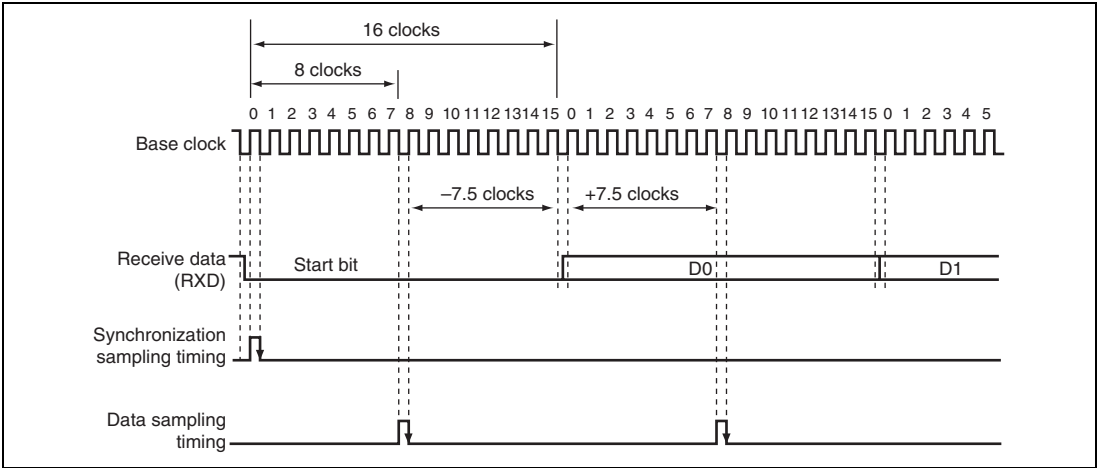 16 clocks
8 clocks
0 1 2 3 4 5 6 7 8 9 10 11 12 13 14 15 0 1 2 3 4 5 6 7 8 9 10 11 12 13 14 15 0 1 2 3 4 5
Base clock
–7.5 clocks +7.5 clocks
Receive data
(RXD)
Start bit D0 D1
Synchronization
sampling timing
Data sampling
timing